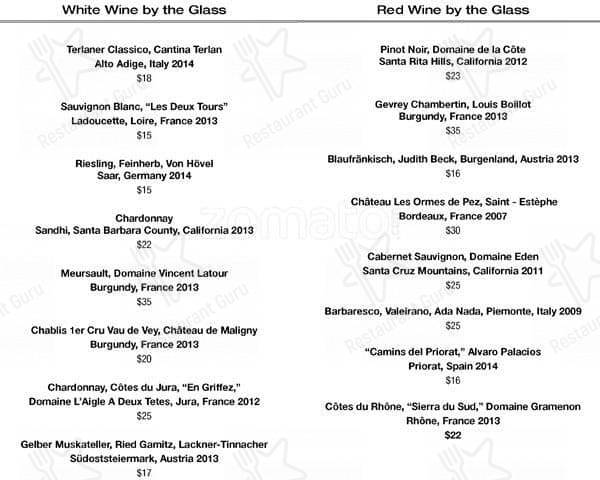 White Wine by the Glass
Terlaner Classico, Cantina Terlan
Alto Adige, Italy 2014
$18
Sauvignon Blanc, “Les Deux Tours”
Ladoucette, Loire, France 2013
$15
Riesling, Feinherb, Von Hövel
Saar, Germany 2014
$15
Chardonnay
Sandhi, Santa Barbara County, California 2013
$22
Meursault, Domaine Vincent Latour
Burgundy, France 2013
$35
Chablis 1er Cru Vau de Vey, Château de Maligny
Burgundy, France 2013
$20
Chardonnay, Côtes du Jura, “En Griffez,”
Domaine L'Aigle A Deux Tetes, Jura, France 2012
$25
Gelber Muskateller, Ried Gamitz, Lackner-Tinnacher
Südoststeiermark, Austria 2013
$17
Red Wine by the Glass
Pinot Noir, Domaine de la Côte
Santa Rita Hills, California 2012
$23
Gevrey Chambertin, Louis Boillot
Burgundy, France 2013
$35
Blaufränkisch, Judith Beck, Burgenland, Austria 2013
$16
Château Les Ormes de Pez, Saint - Estèphe
Bordeaux, France 2007
$30
Cabernet Sauvignon, Domaine Eden
Santa Cruz Mountains, California 2011
$25
Barbaresco, Valeirano, Ada Nada, Piemonte, Italy 2009
$25
“Camins del Priorat,” Alvaro Palacios
Priorat, Spain 2014
$16
Côtes du Rhône, “Sierra du Sud,” Domaine Gramenon
Rhône, France 2013
$22
zomato
Restaurant Guru
Restaurant Guru
Restaurant Guru
Restaurant Guru
Restaurant Guru
Restaurant Guru